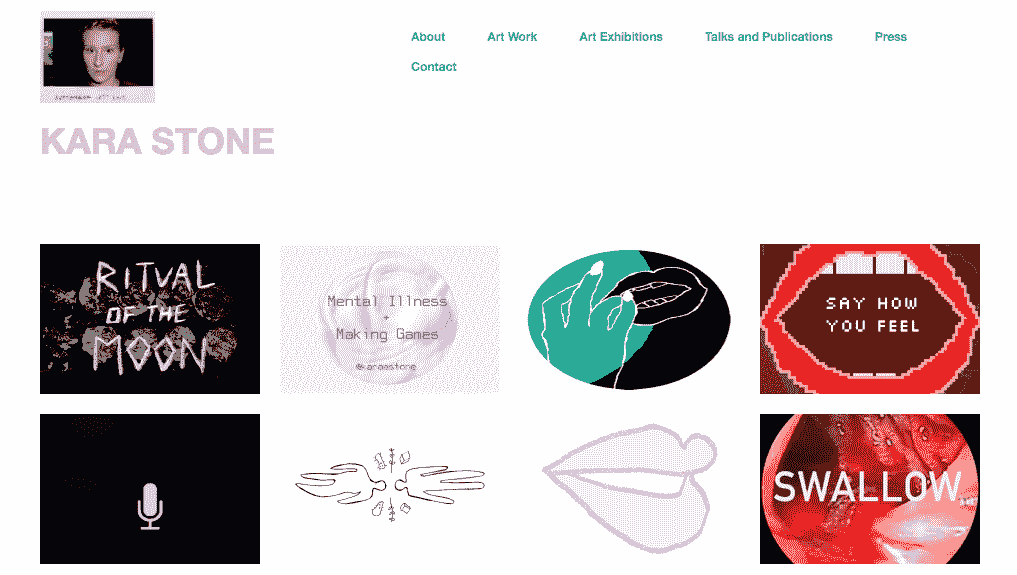 About Art Work Art Exhibitions Talks and Publications Press
Contact
KARA STONE
RITUAL
OF THE
MOON
Mental Illness
+
Making Games
@karaestone
SAY HOW
YOU FEEL
SWALLOW